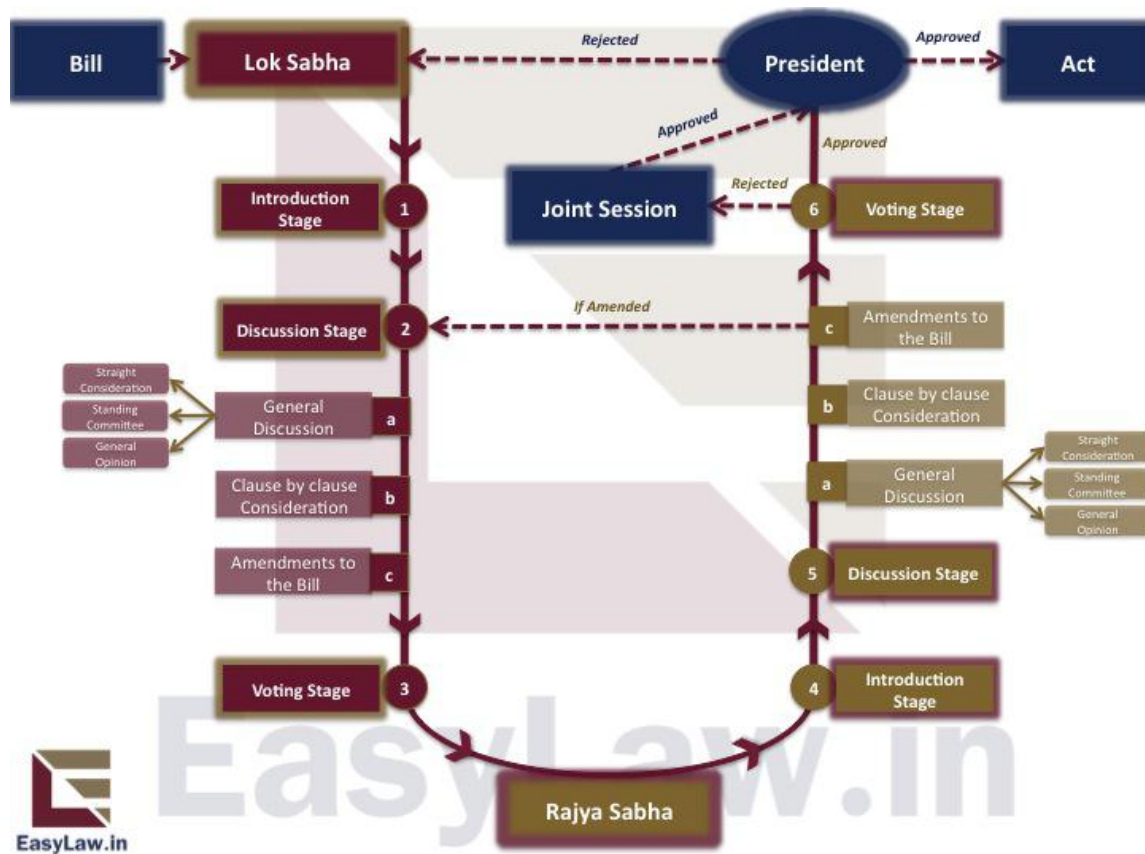 Bill
Lok Sabha
Rejected
President
Approved
Act
Approved
Approved
Introduction
Stage
1
Joint Session
Rejected
6
Voting Stage
Discussion Stage
2
If Amended
c
Amendments to
the Bill
Straight
Consideration
Standing
Committee
General
Opinion
General
Discussion
a
b
Clause by clause
Consideration
Clause by clause
Consideration
b
a
General
Discussion
Straight
Consideration
Standing
Committee
General
Opinion
Amendments to
the Bill
c
5
Discussion Stage
Voting Stage
3
4
Introduction
Stage
EasyLaw.in
Rajya Sabha
EasyLaw.in